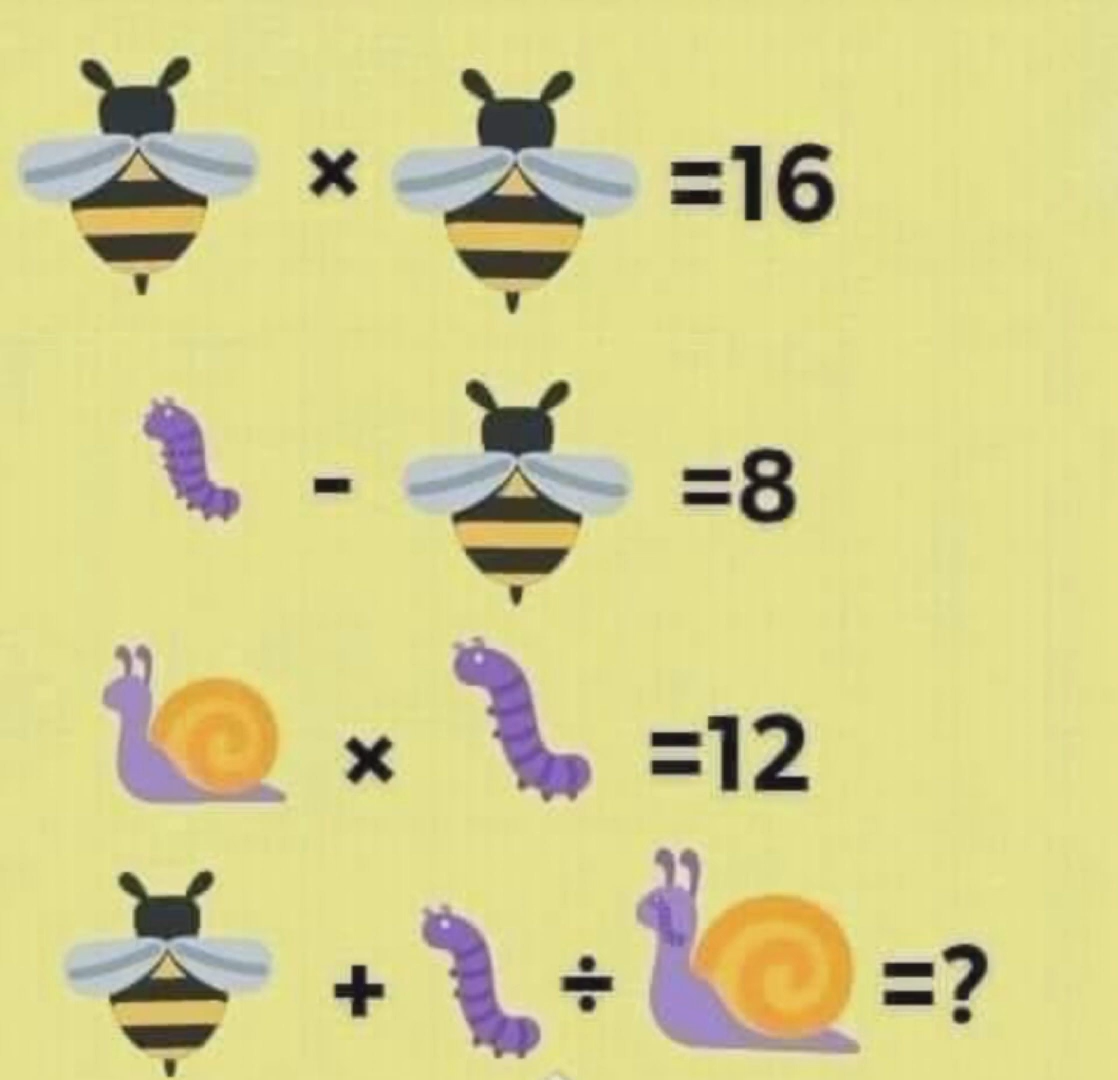 × =16
- =8
× =12
+ ÷ =?